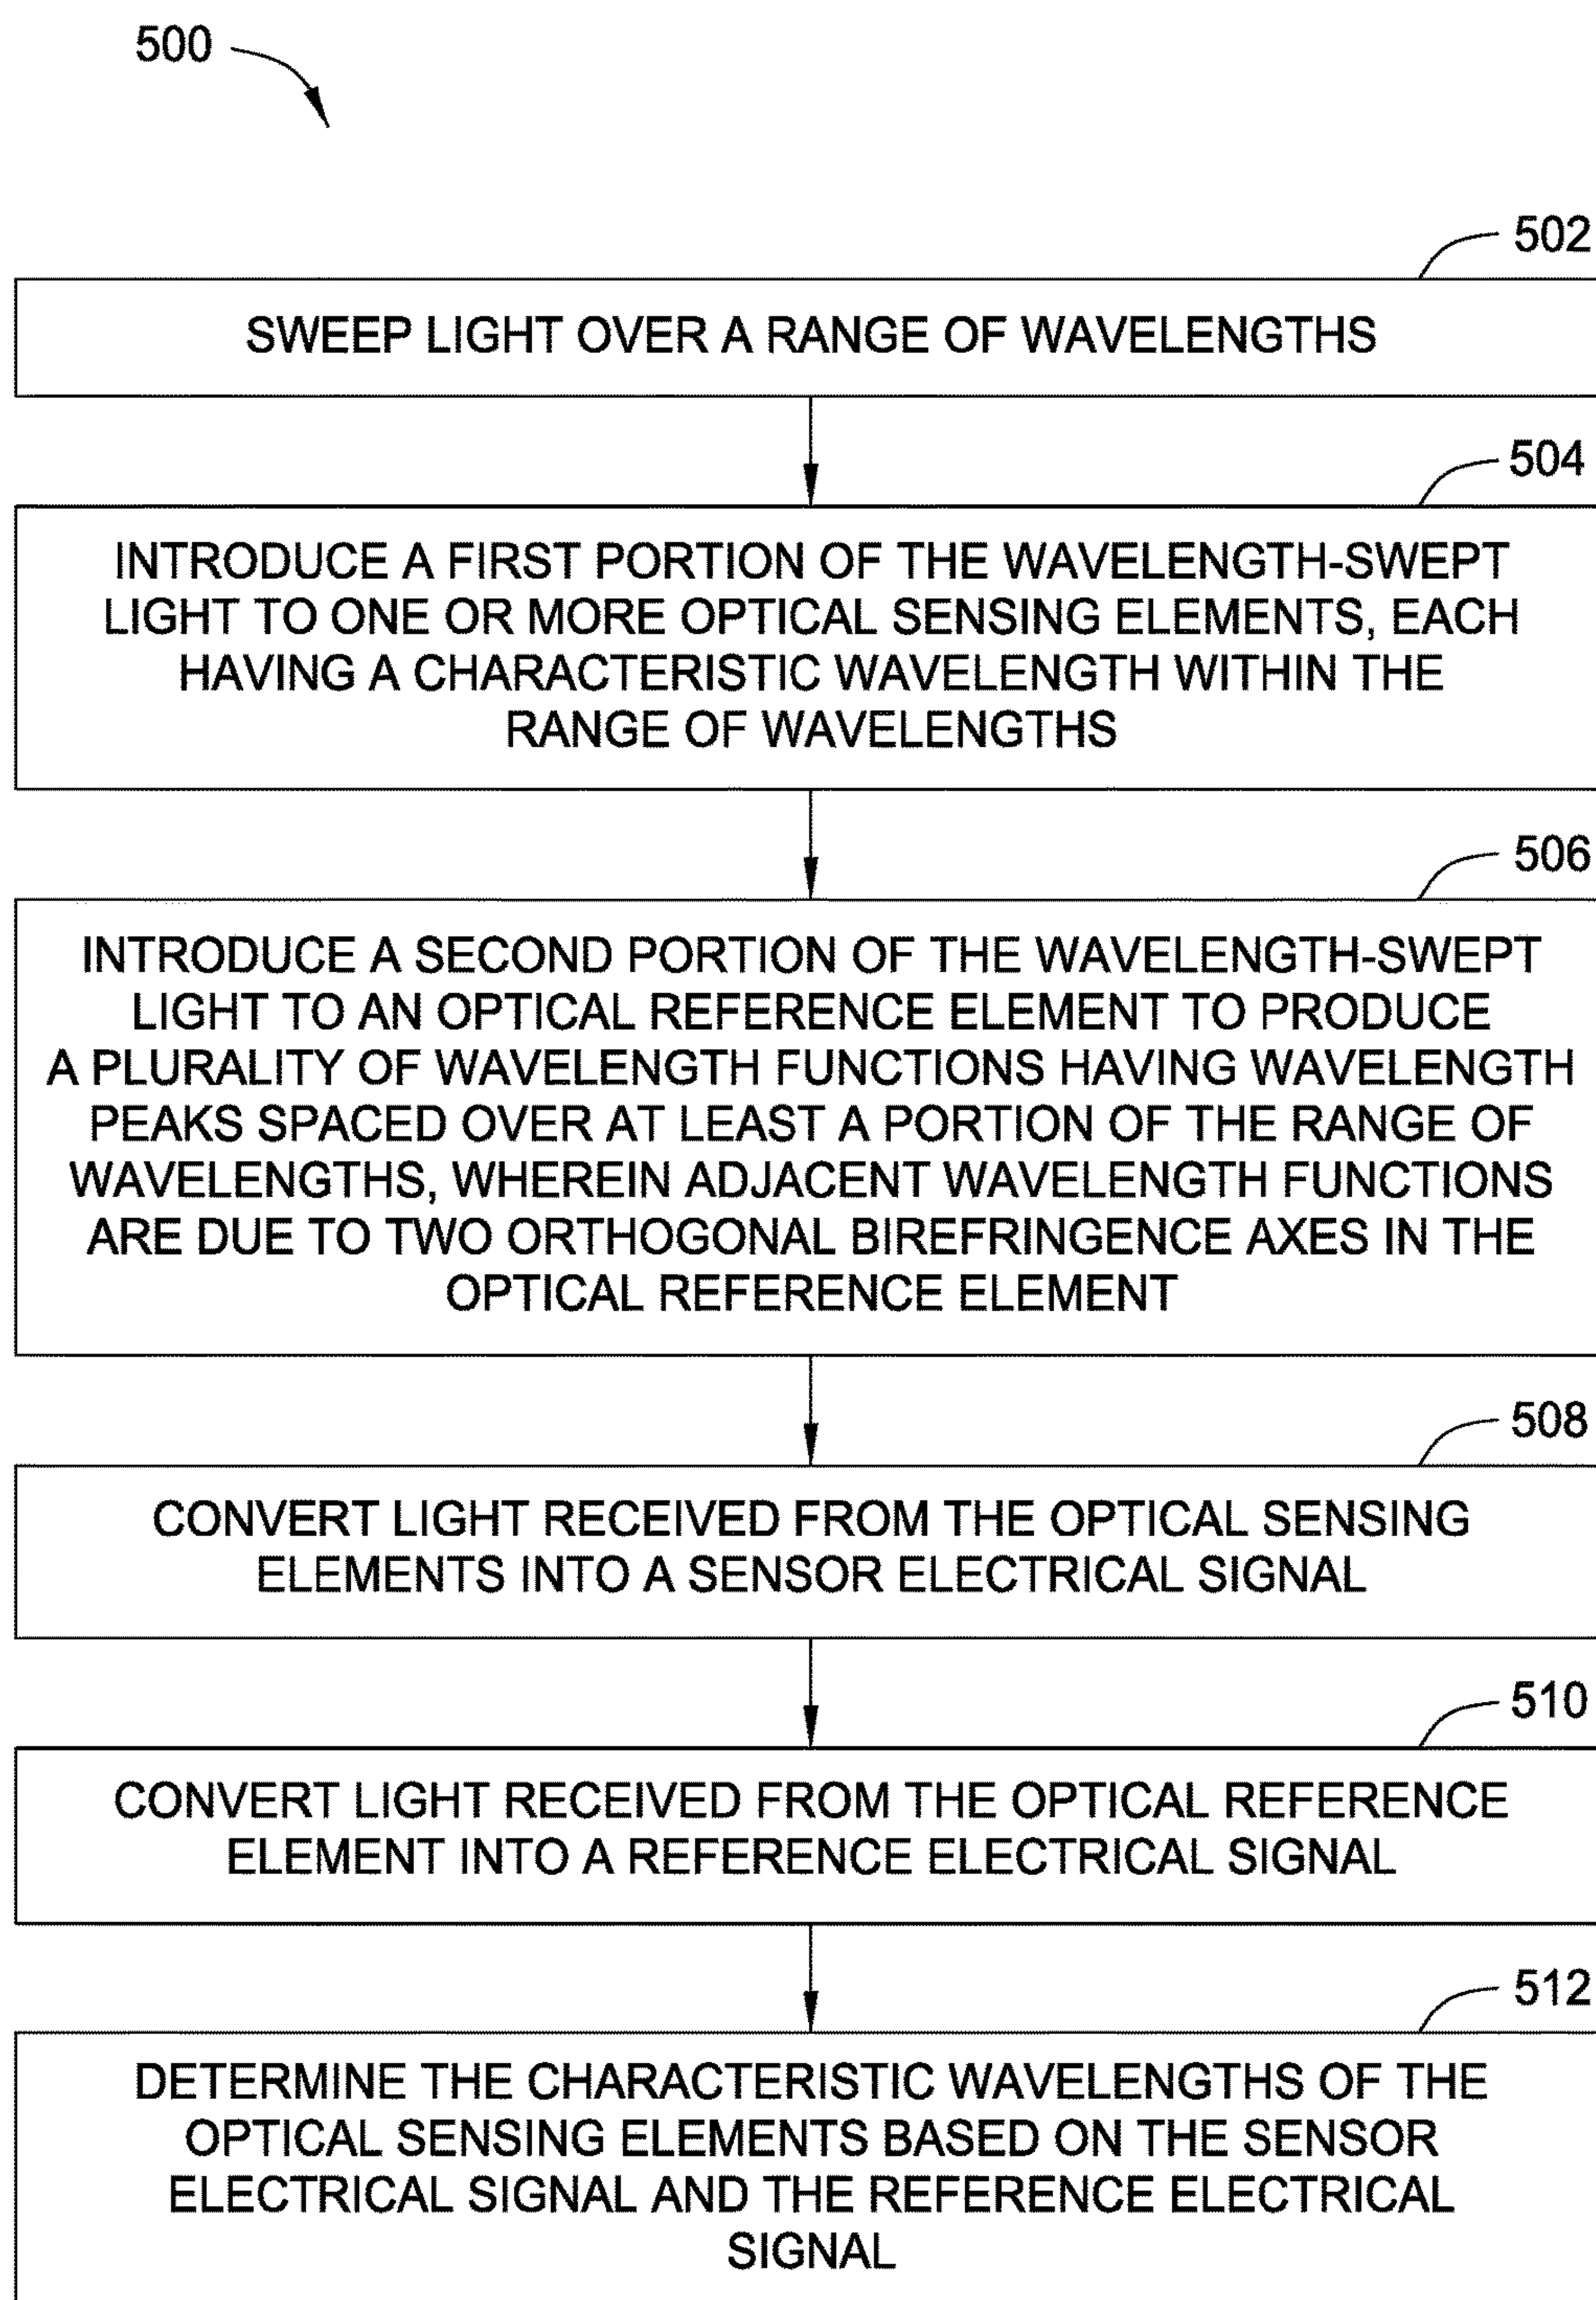 500
502
SWEEP LIGHT OVER A RANGE OF WAVELENGTHS
504
INTRODUCE A FIRST PORTION OF THE WAVELENGTH-SWEPT
LIGHT TO ONE OR MORE OPTICAL SENSING ELEMENTS, EACH
HAVING A CHARACTERISTIC WAVELENGTH WITHIN THE
RANGE OF WAVELENGTHS
506
INTRODUCE A SECOND PORTION OF THE WAVELENGTH-SWEPT
LIGHT TO AN OPTICAL REFERENCE ELEMENT TO PRODUCE
A PLURALITY OF WAVELENGTH FUNCTIONS HAVING WAVELENGTH
PEAKS SPACED OVER AT LEAST A PORTION OF THE RANGE OF
WAVELENGTHS, WHEREIN ADJACENT WAVELENGTH FUNCTIONS
ARE DUE TO TWO ORTHOGONAL BIREFRINGENCE AXES IN THE
OPTICAL REFERENCE ELEMENT
508
CONVERT LIGHT RECEIVED FROM THE OPTICAL SENSING
ELEMENTS INTO A SENSOR ELECTRICAL SIGNAL
510
CONVERT LIGHT RECEIVED FROM THE OPTICAL REFERENCE
ELEMENT INTO A REFERENCE ELECTRICAL SIGNAL
512
DETERMINE THE CHARACTERISTIC WAVELENGTHS OF THE
OPTICAL SENSING ELEMENTS BASED ON THE SENSOR
ELECTRICAL SIGNAL AND THE REFERENCE ELECTRICAL
SIGNAL